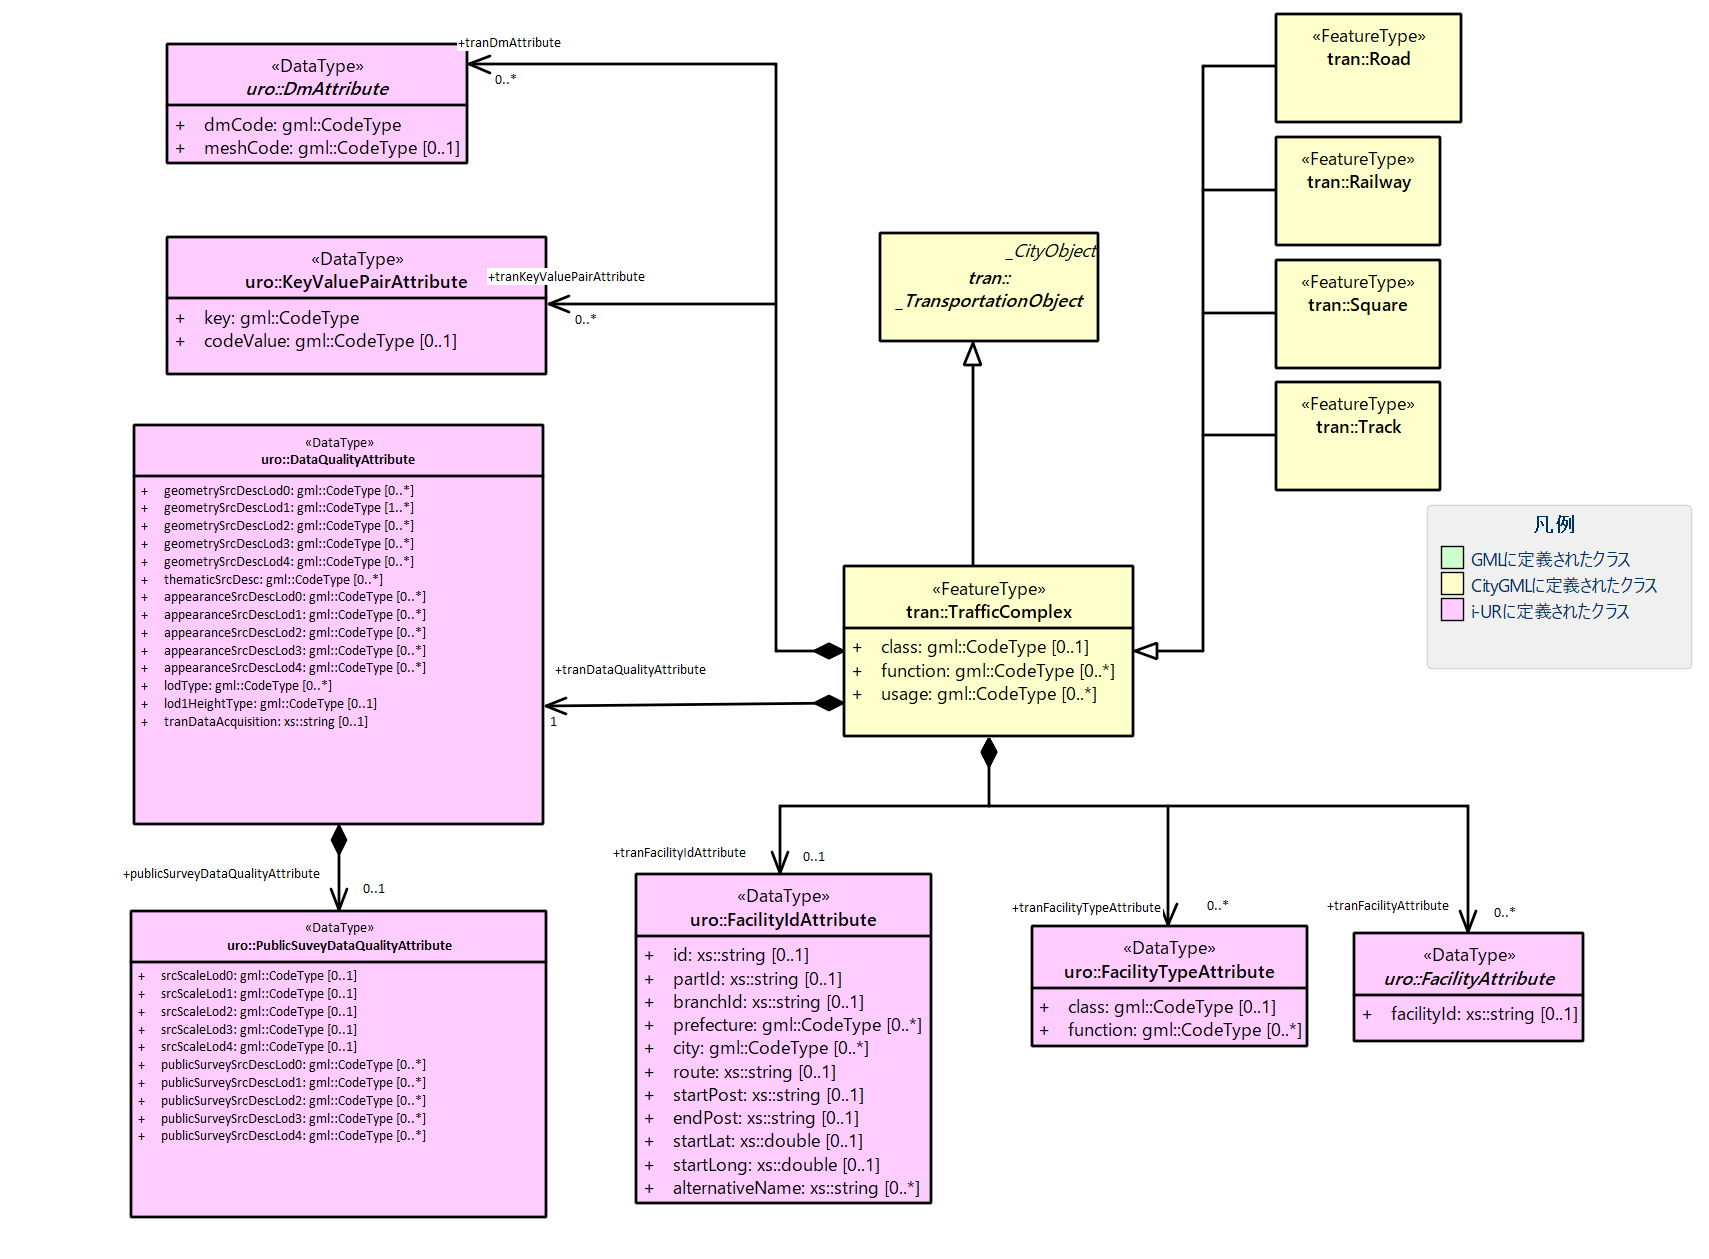 +tranDmAttribute
0..*
«DataType»
uro::DmAttribute
+ dmCode: gml::CodeType
+ meshCode: gml::CodeType [0..1]
«DataType»
uro::KeyValuePairAttribute
+ key: gml::CodeType
+ codeValue: gml::CodeType [0..1]
+tranKeyValuePairAttribute
0..*
_CityObject
tran::
_TransportationObject
«FeatureType»
tran::Road
«FeatureType»
tran::Railway
«FeatureType»
tran::Square
«FeatureType»
tran::Track
凡例
GMLに定義されたクラス
CityGMLに定義されたクラス
i-URに定義されたクラス
«DataType»
uro::DataQualityAttribute
+ geometrySrcDescLod0: gml::CodeType [0..*]
+ geometrySrcDescLod1: gml::CodeType [1..*]
+ geometrySrcDescLod2: gml::CodeType [0..*]
+ geometrySrcDescLod3: gml::CodeType [0..*]
+ geometrySrcDescLod4: gml::CodeType [0..*]
+ thematicSrcDesc: gml::CodeType [0..*]
+ appearanceSrcDescLod0: gml::CodeType [0..*]
+ appearanceSrcDescLod1: gml::CodeType [0..*]
+ appearanceSrcDescLod2: gml::CodeType [0..*]
+ appearanceSrcDescLod3: gml::CodeType [0..*]
+ appearanceSrcDescLod4: gml::CodeType [0..*]
+ lodType: gml::CodeType [0..*]
+ lod1HeightType: gml::CodeType [0..1]
+ tranDataAcquisition: xs::string [0..1]
+tranDataQualityAttribute
1
«FeatureType»
tran::TrafficComplex
+ class: gml::CodeType [0..1]
+ function: gml::CodeType [0..*]
+ usage: gml::CodeType [0..*]
+publicSurveyDataQualityAttribute
0..1
«DataType»
uro::PublicSuveyDataQualityAttribute
+ srcScaleLod0: gml::CodeType [0..1]
+ srcScaleLod1: gml::CodeType [0..1]
+ srcScaleLod2: gml::CodeType [0..1]
+ srcScaleLod3: gml::CodeType [0..1]
+ srcScaleLod4: gml::CodeType [0..1]
+ publicSurveySrcDescLod0: gml::CodeType [0..*]
+ publicSurveySrcDescLod1: gml::CodeType [0..*]
+ publicSurveySrcDescLod2: gml::CodeType [0..*]
+ publicSurveySrcDescLod3: gml::CodeType [0..*]
+ publicSurveySrcDescLod4: gml::CodeType [0..*]
+tranFacilityIdAttribute
0..1
«DataType»
uro::FacilityIdAttribute
+ id: xs::string [0..1]
+ partId: xs::string [0..1]
+ branchId: xs::string [0..1]
+ prefecture: gml::CodeType [0..*]
+ city: gml::CodeType [0..*]
+ route: xs::string [0..1]
+ startPost: xs::string [0..1]
+ endPost: xs::string [0..1]
+ startLat: xs::double [0..1]
+ startLong: xs::double [0..1]
+ alternativeName: xs::string [0..*]
+tranFacilityTypeAttribute
0..*
«DataType»
uro::FacilityTypeAttribute
+ class: gml::CodeType [0..1]
+ function: gml::CodeType [0..*]
+tranFacilityAttribute
0..*
«DataType»
uro::FacilityAttribute
+ facilityId: xs::string [0..1]